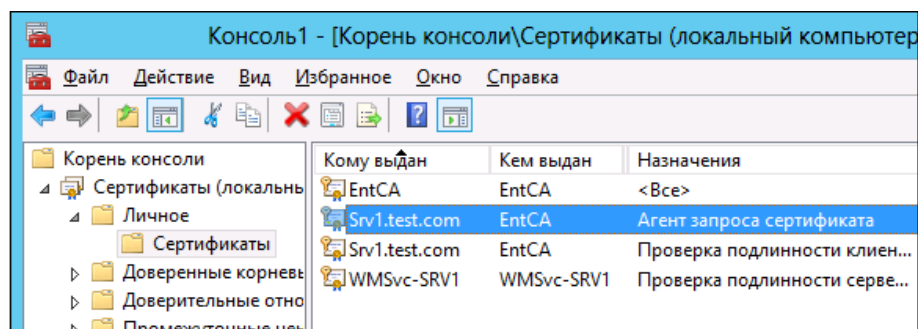 Консоль1 - [Корень консоли\Сертификаты (локальный компьютер
Файл Действие Вид Избранное Окно Справка
Корень консоли
Сертификаты (локальнь
Личное
Сертификаты
Доверенные корневь
Доверительные отно
Кому выдан Кем выдан Назначения
EntCA EntCA <Все>
Srv1.test.com EntCA Агент запроса сертификата
Srv1.test.com EntCA Проверка подлинности клиен...
WMSvc-SRV1 WMSvc-SRV1 Проверка подлинности серве...